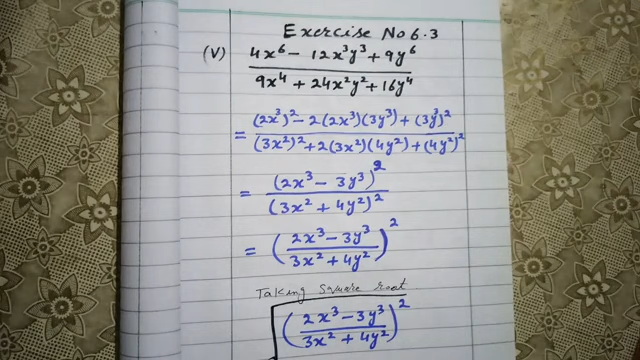 Exercise No 6.3
(V) 4x⁶ - 12x³y³ + 9y⁶
9x⁴ + 24x²y² + 16y⁴
= (2x³)² - 2(2x³)(3y³) + (3y³)²
(3x²)² + 2(3x²)(4y²) + (4y²)²
= (2x³ - 3y³)²
(3x² + 4y²)²
= (2x³ - 3y³)²
3x² + 4y²
Taking Square root
√(2x³ - 3y³)²
3x² + 4y²